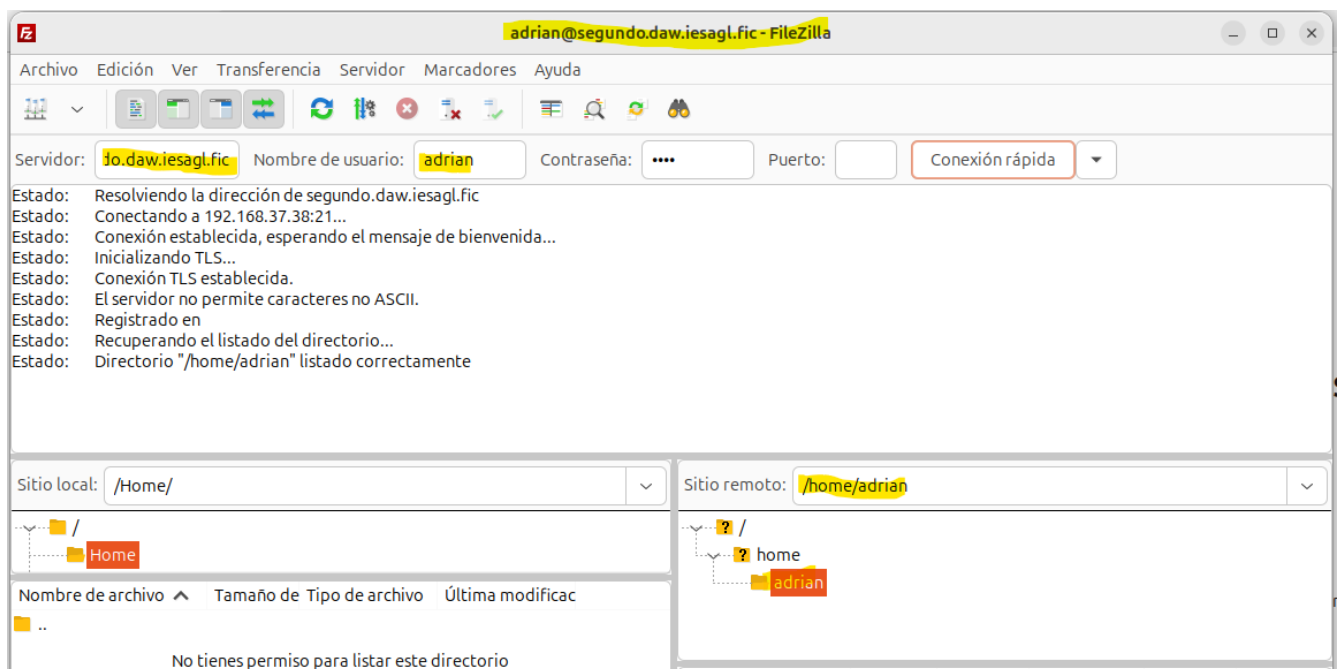 adrian@segundo.daw.iesagl.fic - FileZilla
Archivo Edición Ver Transferencia Servidor Marcadores Ayuda
Servidor: do.daw.iesagl.fic Nombre de usuario: adrian Contraseña: •••• Puerto: Conexión rápida
Estado: Resolviendo la dirección de segundo.daw.iesagl.fic
Estado: Conectando a 192.168.37.38:21...
Estado: Conexión establecida, esperando el mensaje de bienvenida...
Estado: Inicializando TLS...
Estado: Conexión TLS establecida.
Estado: El servidor no permite caracteres no ASCII.
Estado: Registrado en
Estado: Recuperando el listado del directorio...
Estado: Directorio "/home/adrian" listado correctamente
Sitio local: /Home/
/
Home
Nombre de archivo Tamaño de Tipo de archivo Última modificac
..
No tienes permiso para listar este directorio
Sitio remoto: /home/adrian
/
home
adrian